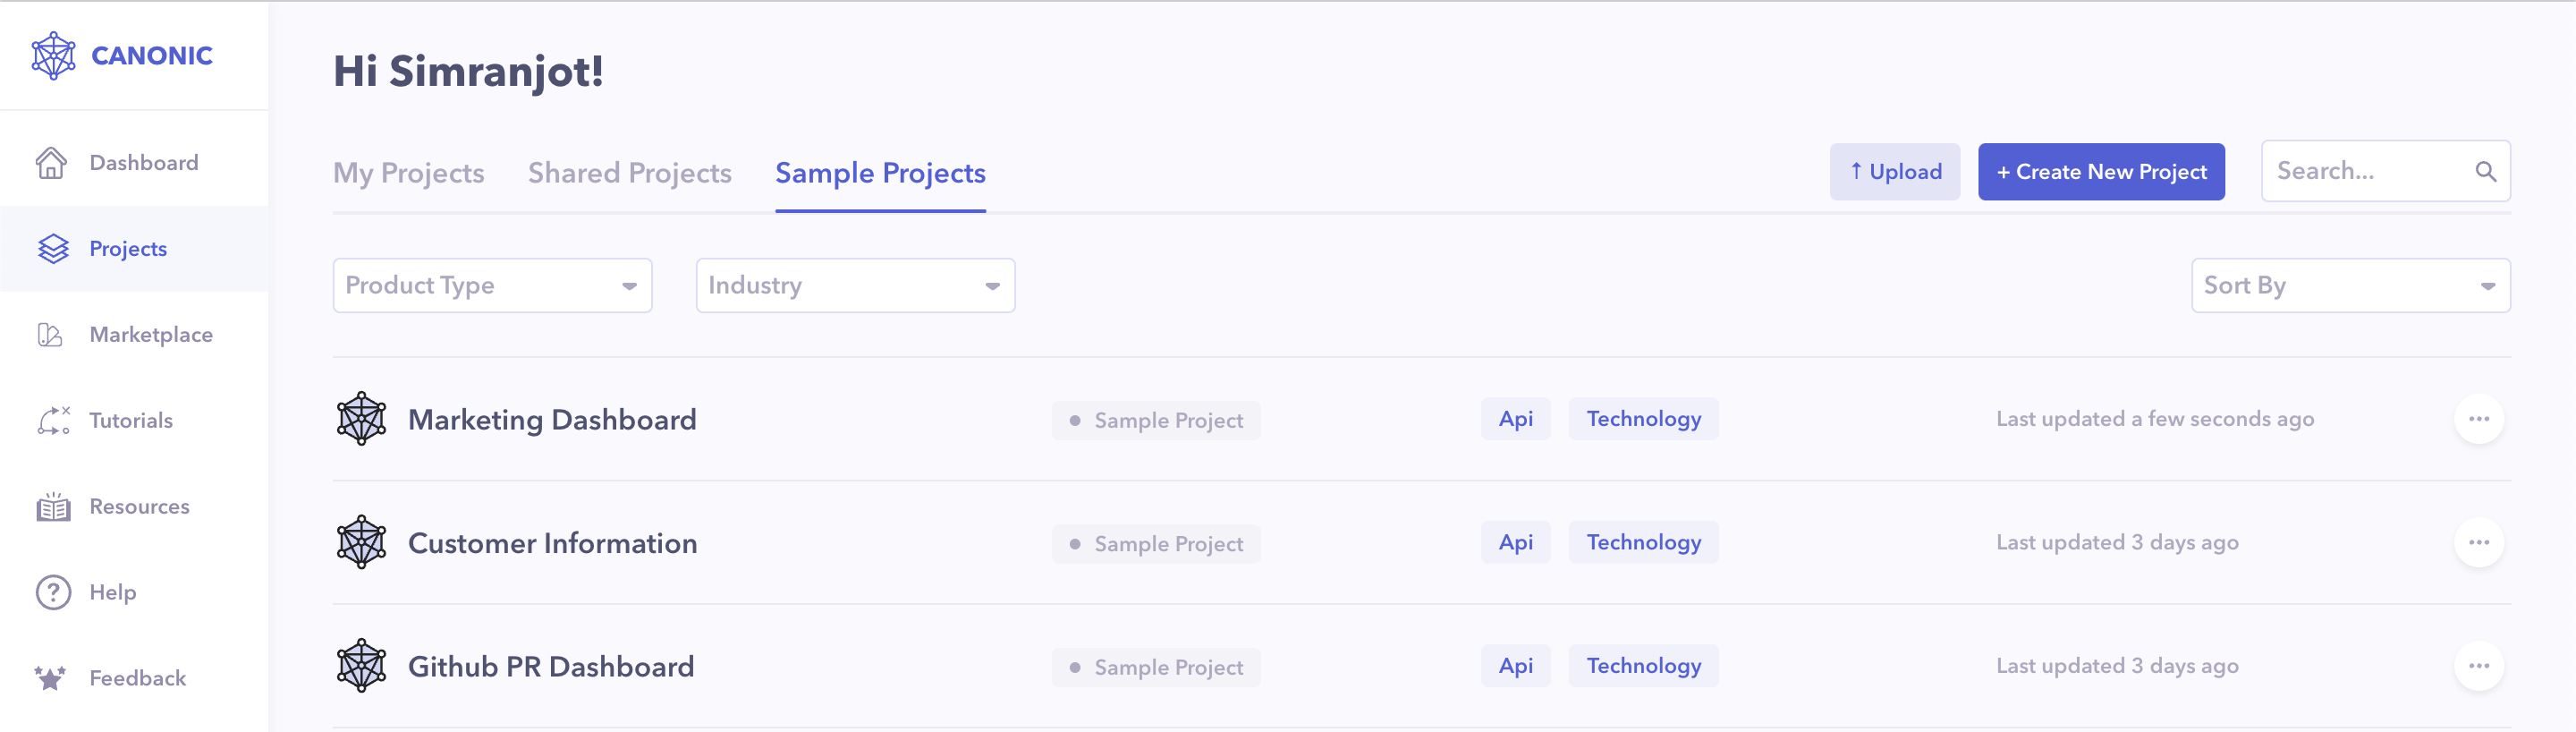 CANONIC
Dashboard
Projects
Marketplace
Tutorials
Resources
Help
Feedback
Hi Simranjot!
My Projects Shared Projects Sample Projects
↑ Upload + Create New Project Search...
Product Type Industry Sort By
Marketing Dashboard Sample Project Api Technology Last updated a few seconds ago
Customer Information Sample Project Api Technology Last updated 3 days ago
Github PR Dashboard Sample Project Api Technology Last updated 3 days ago